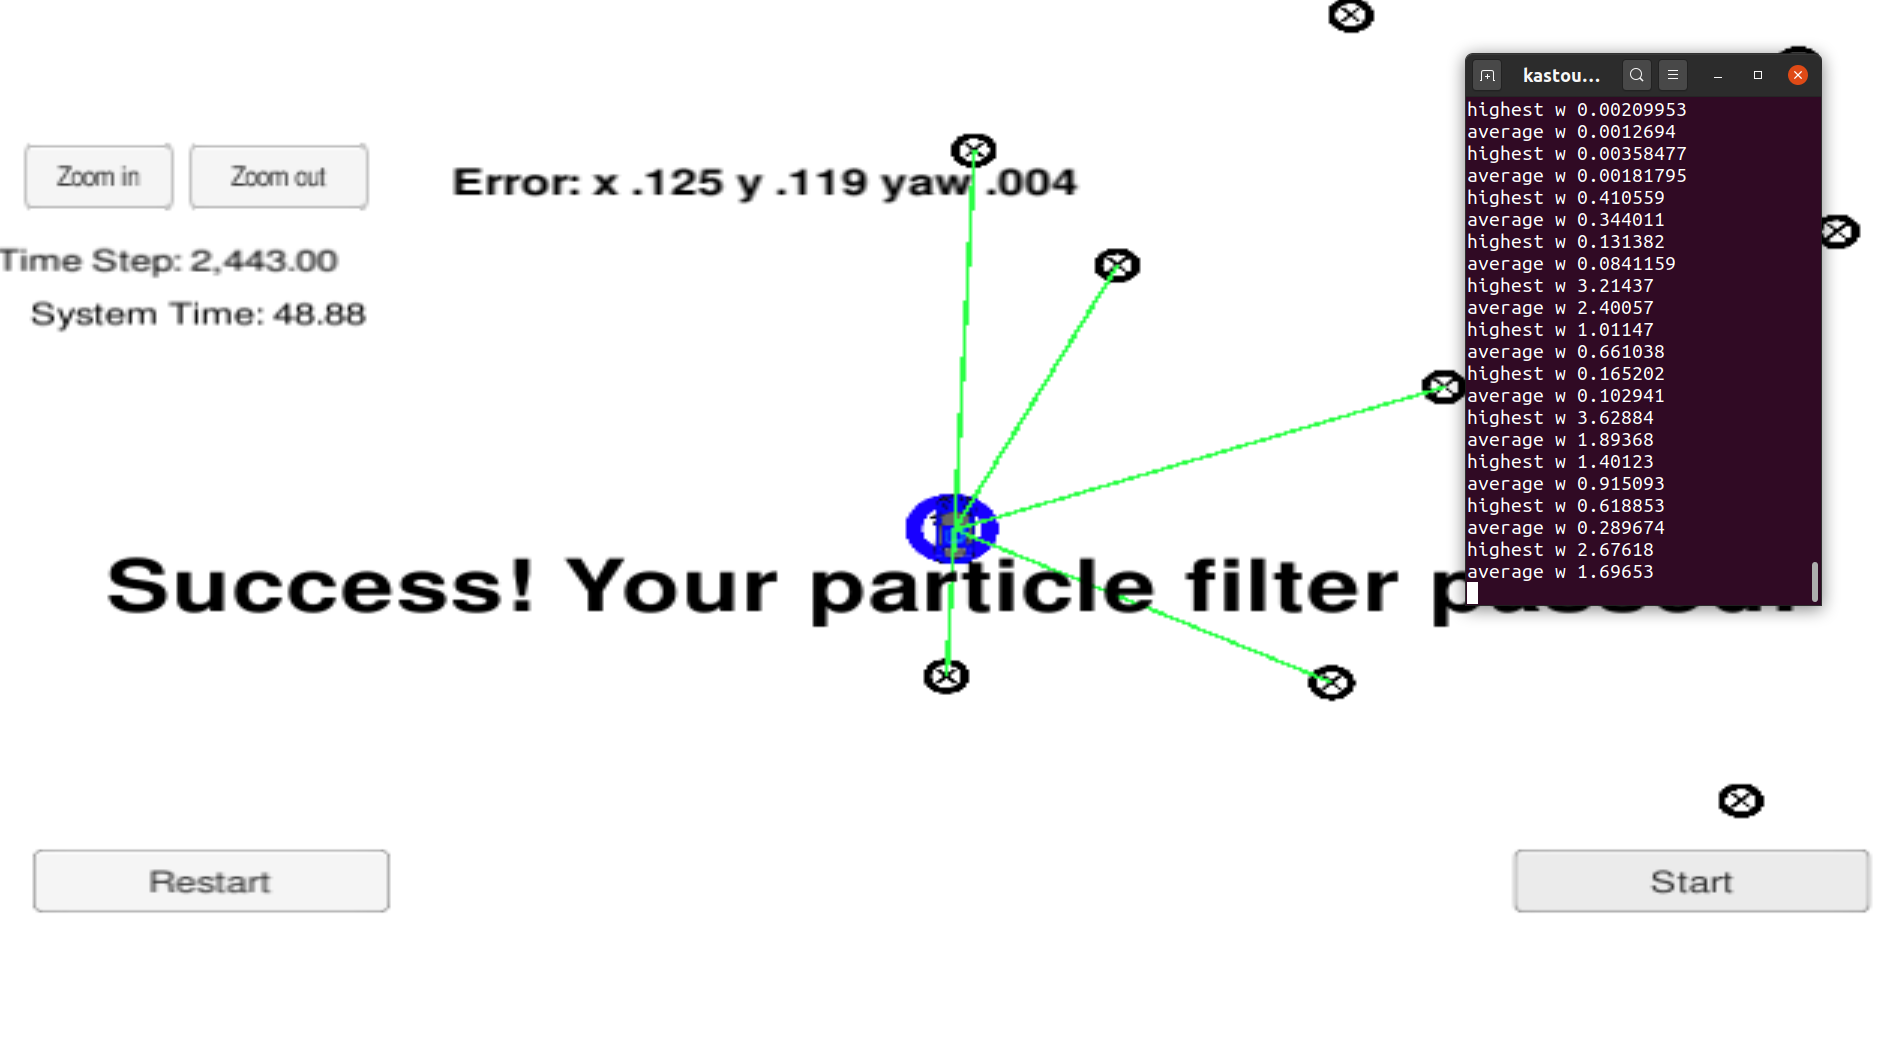 Zoom in
Zoom out
Error: x .125 y .119 yaw .004
Time Step: 2,443.00
System Time: 48.88
Success! Your particle filter
kastou...
highest w 0.00209953
average w 0.0012694
highest w 0.00358477
average w 0.00181795
highest w 0.410559
average w 0.344011
highest w 0.131382
average w 0.0841159
highest w 3.21437
average w 2.40057
highest w 1.01147
average w 0.661038
highest w 0.165202
average w 0.102941
highest w 3.62884
average w 1.89368
highest w 1.40123
average w 0.915093
highest w 0.618853
average w 0.289674
highest w 2.67618
average w 1.69653
Restart
Start